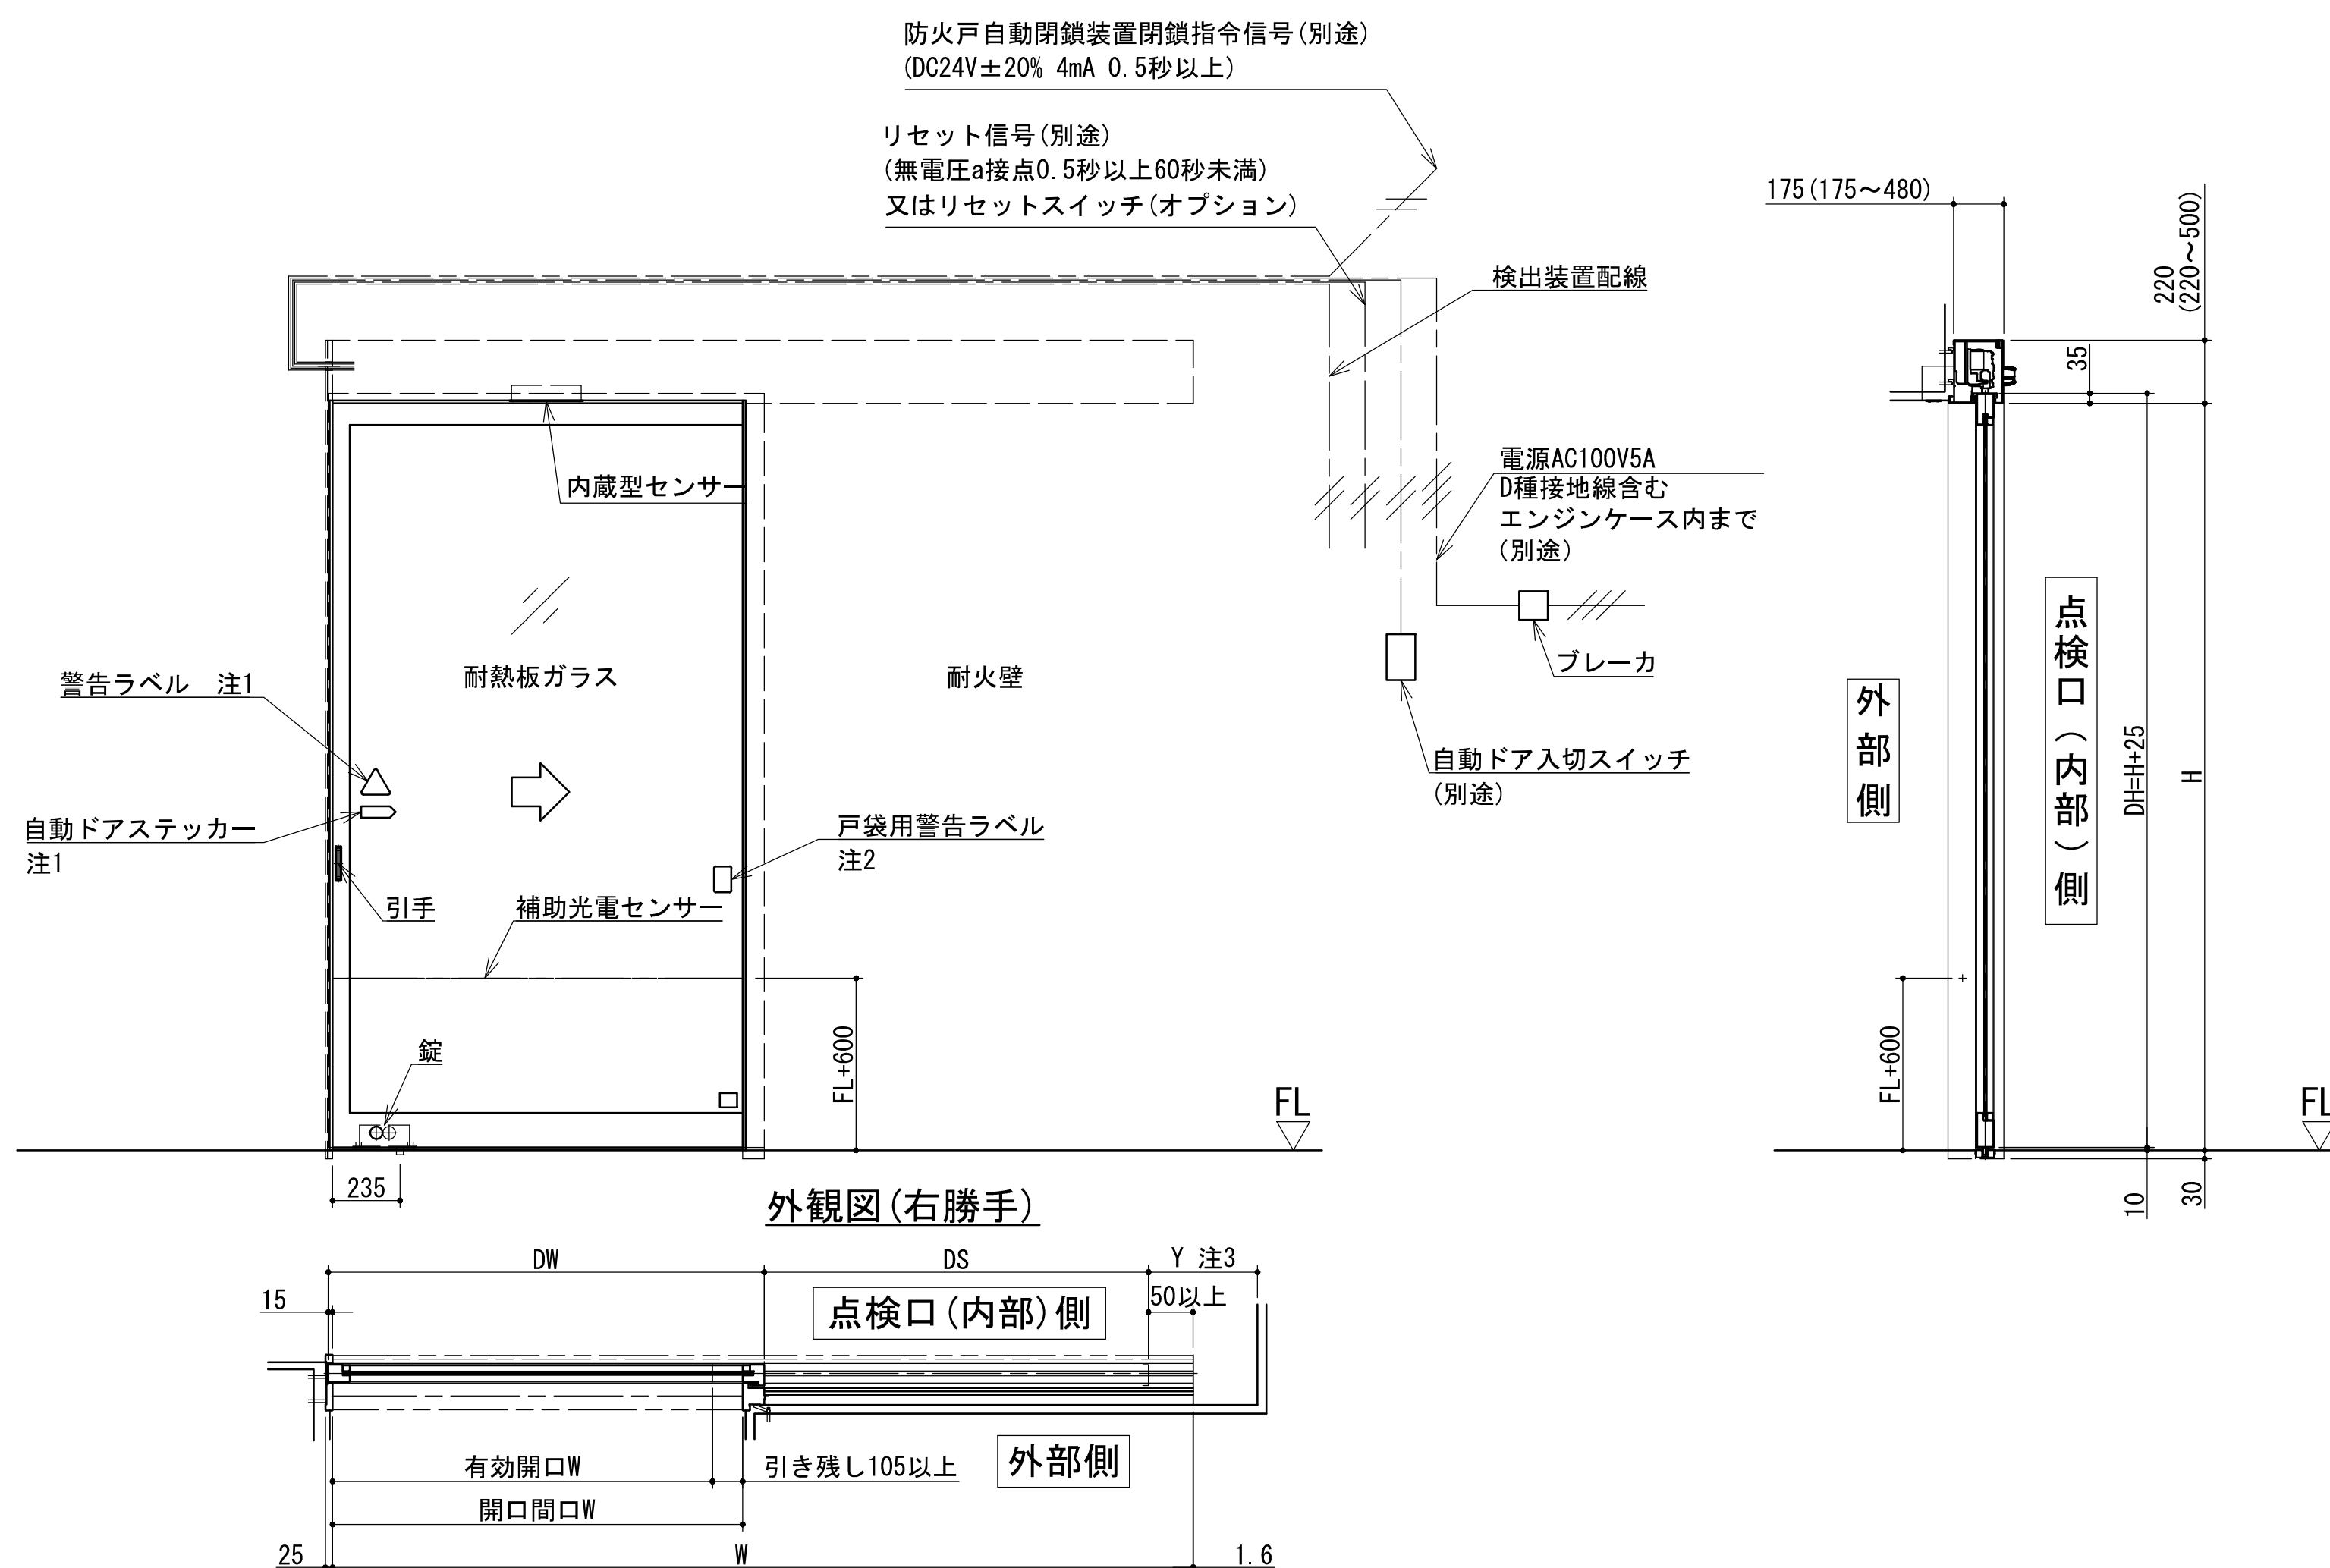 防火戸自動閉鎖装置閉鎖指令信号(別途)
(DC24V±20% 4mA 0.5秒以上)
リセット信号(別途)
(無電圧a接点0.5秒以上60秒未満)
又はリセットスイッチ(オプション)
検出装置配線
電源AC100V5A
D種接地線含む
エンジンケース内まで
(別途)
ブレーカ
自動ドア入切スイッチ
(別途)
内蔵型センサー
耐熱板ガラス
耐火壁
警告ラベル 注1
自動ドアステッカー
注1
引手
補助光電センサー
戸袋用警告ラベル
注2
錠
FL+600
FL
235
外観図(右勝手)
175(175〜480)
220
(220〜500)
35
外部側
点検口(内部)側
DH=H+25
H
FL+600
FL
10
30
DW
DS
Y 注3
15
50以上
点検口(内部)側
有効開口W
引き残し105以上
外部側
開口間口W
25
W
1.6